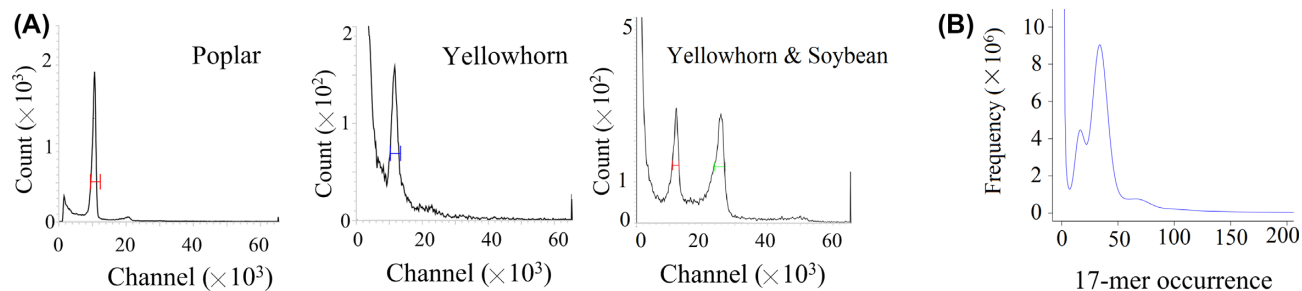 (A)
Poplar
Count (×10³)
2
1
0
0 20 40 60
Channel (×10³)
Yellowhorn
Count (×10²)
2
1
0
0 20 40 60
Channel (×10³)
Yellowhorn & Soybean
Count (×10²)
5
1
0
0 20 40 60
Channel (×10³)
(B)
Frequency (×10⁶)
10
8
6
4
2
0
0 50 100 150 200
17-mer occurrence